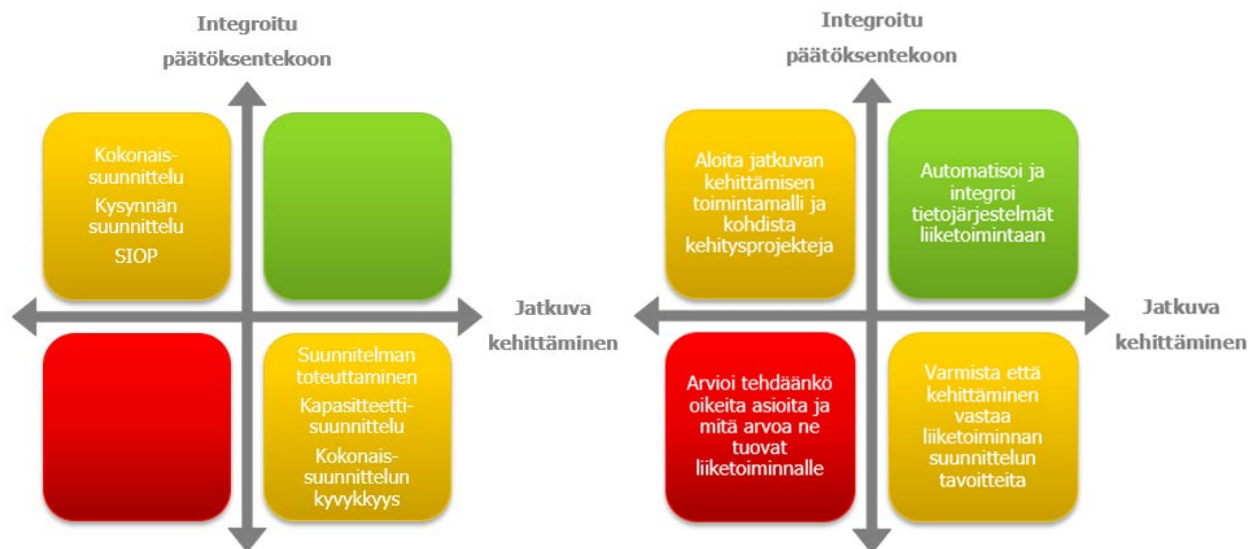 Integroitu
päätöksentekoon
Kokonais-
suunnittelu
Kysynnän
suunnittelu
SIOP
Jatkuva
kehittäminen
Suunnitelman
toteuttaminen
Kapasiteetti-
suunnittelu
Kokonais-
suunnittelun
kyvykkyys
Integroitu
päätöksentekoon
Aloita jatkuvan
kehittämisen
toimintamalli ja
kohdista
kehitysprojekteja
Automatisoi ja
integroi
tietojärjestelmät
liiketoimintaan
Jatkuva
kehittäminen
Arvioi tehdäänkö
oikeita asioita ja
mitä arvoa ne
tuovat
liiketoiminnalle
Varmista että
kehittäminen
vastaa
liiketoiminnan
suunnittelun
tavoitteita